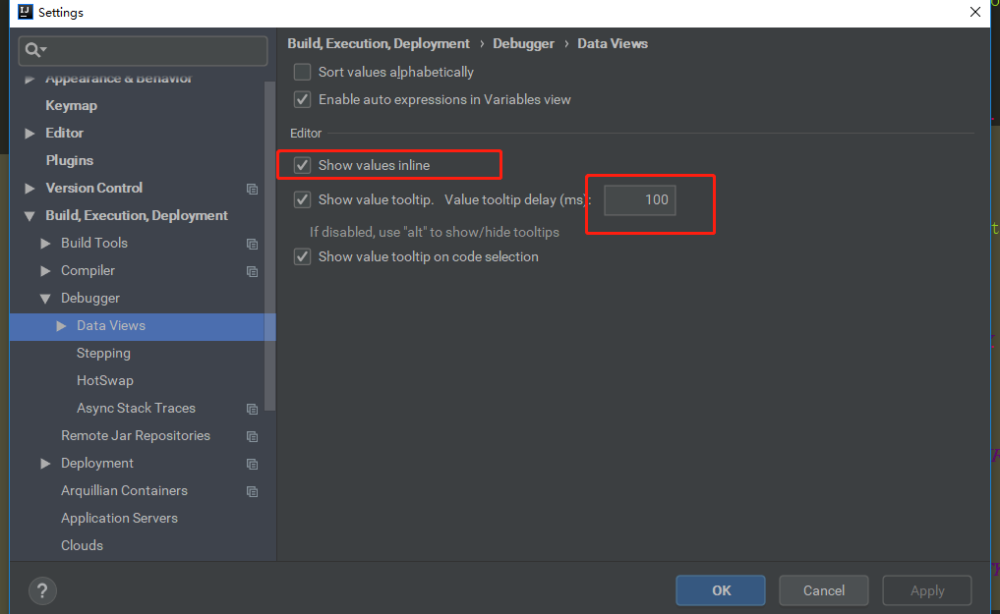 Settings
Appearance & Behavior
Keymap
Editor
Plugins
Version Control
Build, Execution, Deployment
Build Tools
Compiler
Debugger
Data Views
Stepping
HotSwap
Async Stack Traces
Remote Jar Repositories
Deployment
Arquillian Containers
Application Servers
Clouds
Build, Execution, Deployment › Debugger › Data Views
Sort values alphabetically
Enable auto expressions in Variables view
Editor
Show values inline
Show value tooltip. Value tooltip delay (ms): 100
If disabled, use "alt" to show/hide tooltips
Show value tooltip on code selection
?
OK
Cancel
Apply